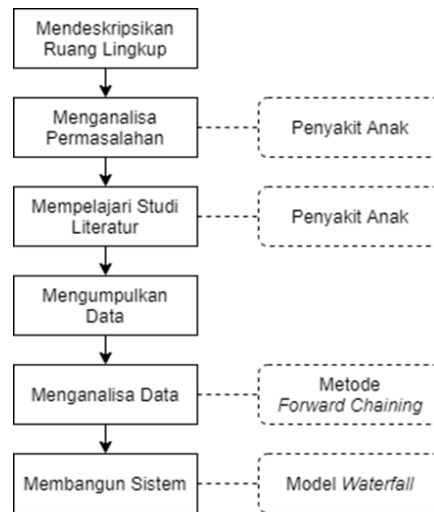 Mendeskripsikan
Ruang Lingkup
Menganalisa
Permasalahan
Penyakit Anak
Mempelajari Studi
Literatur
Penyakit Anak
Mengumpulkan
Data
Menganalisa Data
Metode
Forward Chaining
Membangun Sistem
Model Waterfall